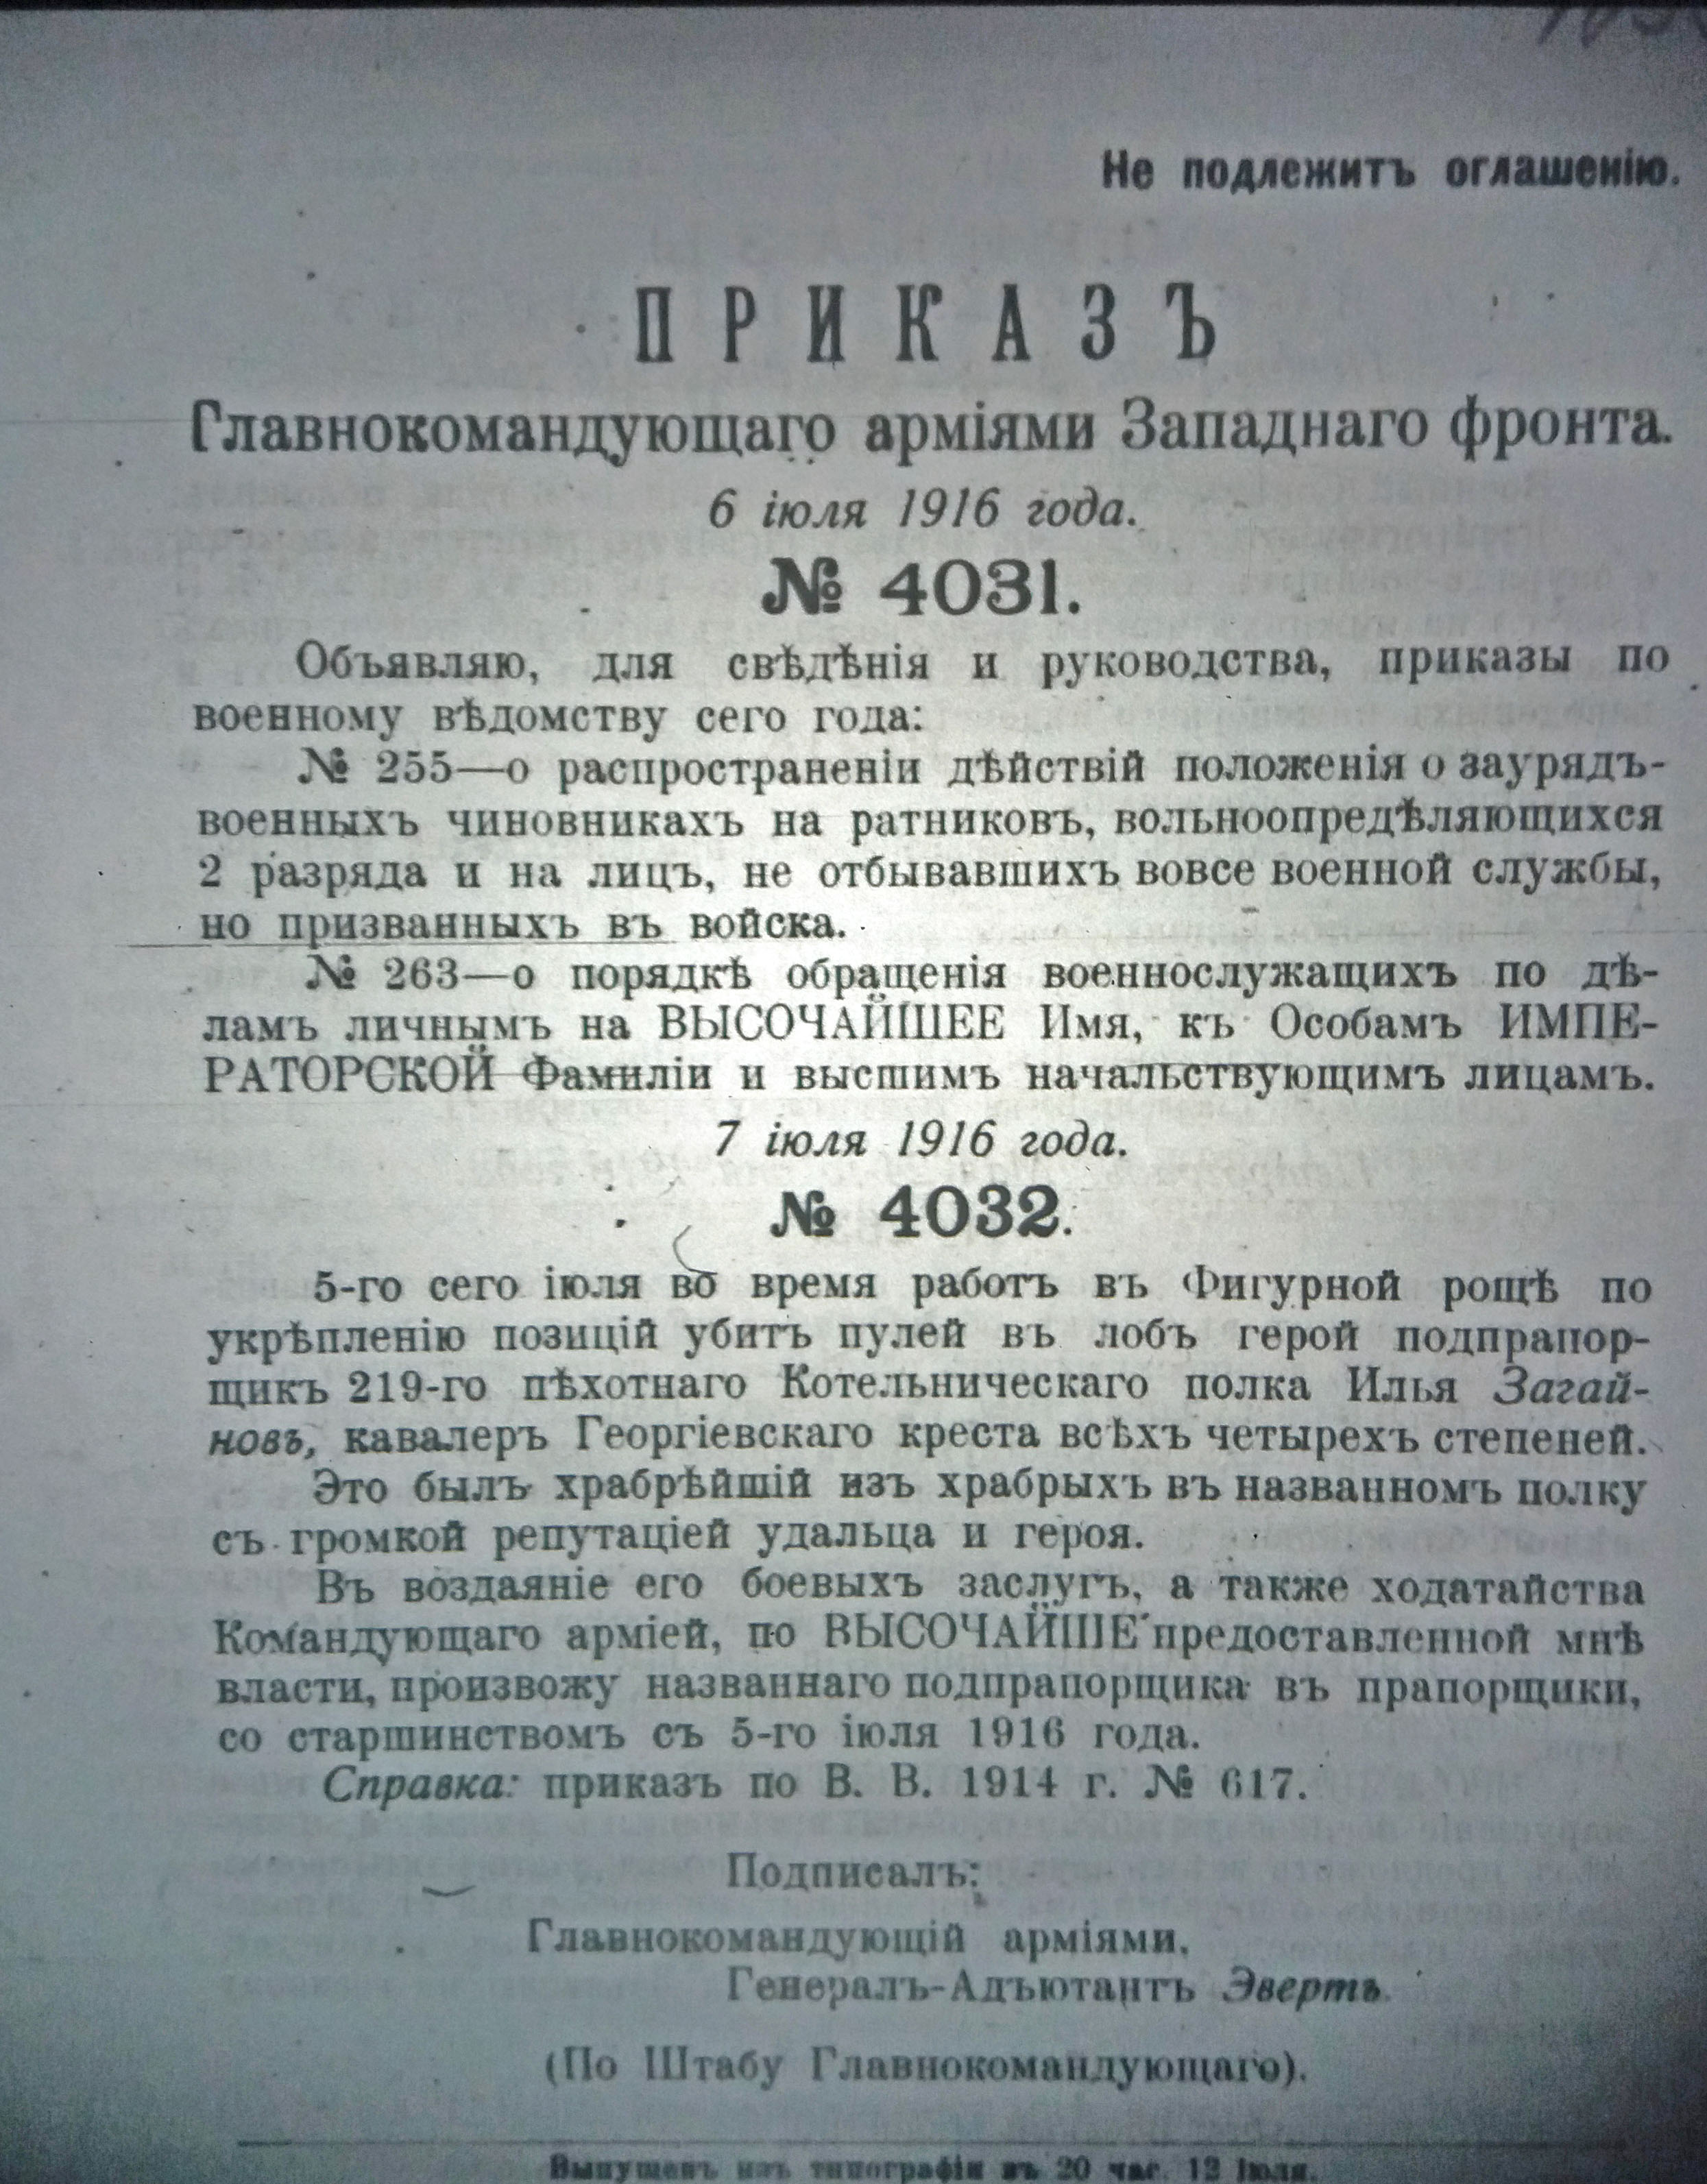 Не подлежитъ оглашенію.
ПРИКАЗЪ
Главнокомандующаго арміями Западнаго фронта.
6 іюля 1916 года.
№ 4031.
Объявляю, для свѣдѣнія и руководства, приказы по
военному вѣдомству сего года:
№ 255—о распространеніи дѣйствій положенія о заурядъ-
военныхъ чиновникахъ на ратниковъ, вольноопредѣляющихся
2 разряда и на лицъ, не отбывавшихъ вовсе военной службы,
но призванныхъ въ войска.
№ 263—о порядкѣ обращенія военнослужащихъ по дѣ-
ламъ личнымъ на ВЫСОЧАЙШЕЕ Имя, къ Особамъ ИМПЕ-
РАТОРСКОЙ Фамиліи и высшимъ начальствующимъ лицамъ.
7 іюля 1916 года.
№ 4032.
5-го сего іюля во время работъ въ Фигурной рощѣ по
укрѣпленію позицій убитъ пулей въ лобъ герой подпрапор-
щикъ 219-го пѣхотнаго Котельническаго полка Илья Загай-
новъ, кавалеръ Георгіевскаго креста всѣхъ четырехъ степеней.
Это былъ храбрѣйшій изъ храбрыхъ въ названномъ полку
съ громкой репутаціей удальца и героя.
Въ воздаяніе его боевыхъ заслугъ, а также ходатайства
Командующаго арміей, по ВЫСОЧАЙШЕ предоставленной мнѣ
власти, произвожу названнаго подпрапорщика въ прапорщики,
со старшинствомъ съ 5-го іюля 1916 года.
Справка: приказъ по В. В. 1914 г. № 617.
Подписалъ:
Главнокомандующій арміями,
Генералъ-Адъютантъ Эвертъ.
(По Штабу Главнокомандующаго).
Выпущенъ изъ типографіи въ 20 час. 12 іюля.